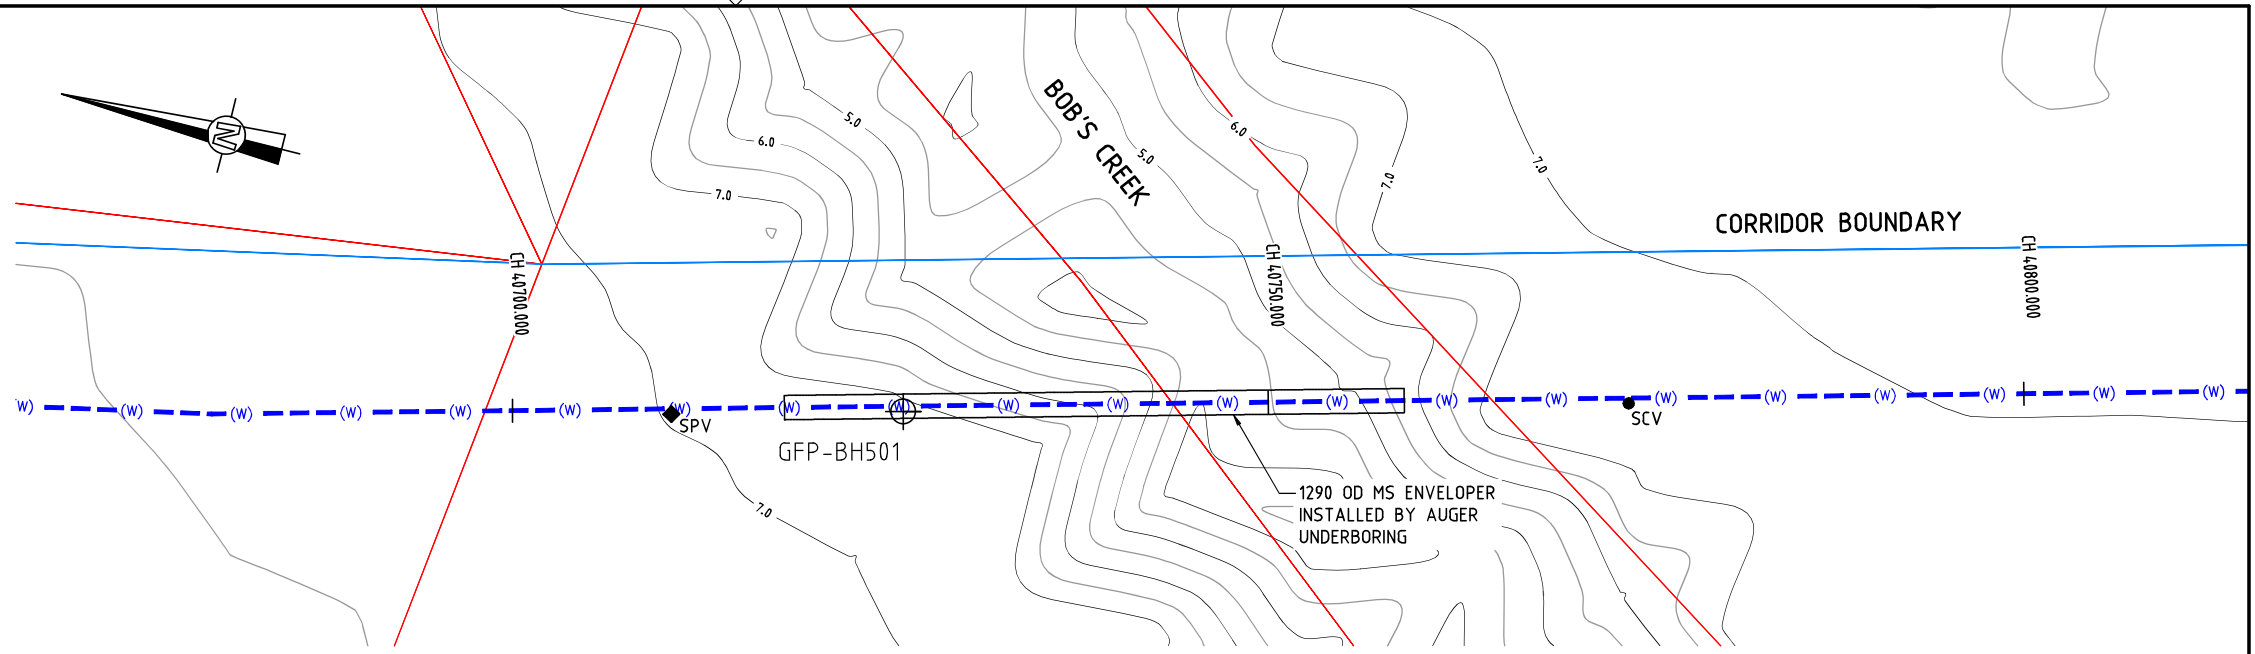 N
5.0
6.0
7.0
BOB'S CREEK
5.0
6.0
7.0
7.0
CORRIDOR BOUNDARY
CH 40700.000
CH 40750.000
CH 40800.000
W) (W) (W) (W) (W) (W) (W) (W) (W) (W) (W) (W) (W) (W) (W) (W) (W) (W) (W) (W) (W)
SPV
SCV
GFP-BH501
7.0
1290 OD MS ENVELOPER
INSTALLED BY AUGER
UNDERBORING